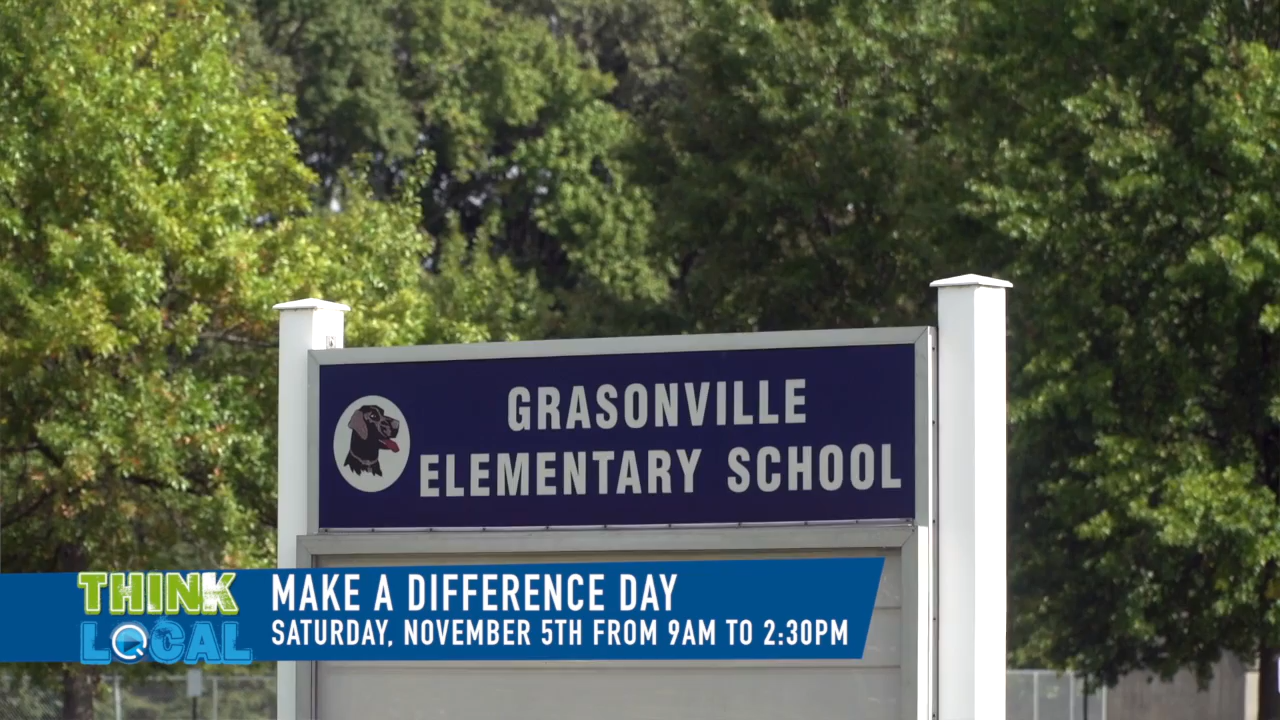 GRASONVILLE
ELEMENTARY SCHOOL
THINK
LOCAL
MAKE A DIFFERENCE DAY
SATURDAY, NOVEMBER 5TH FROM 9AM TO 2:30PM